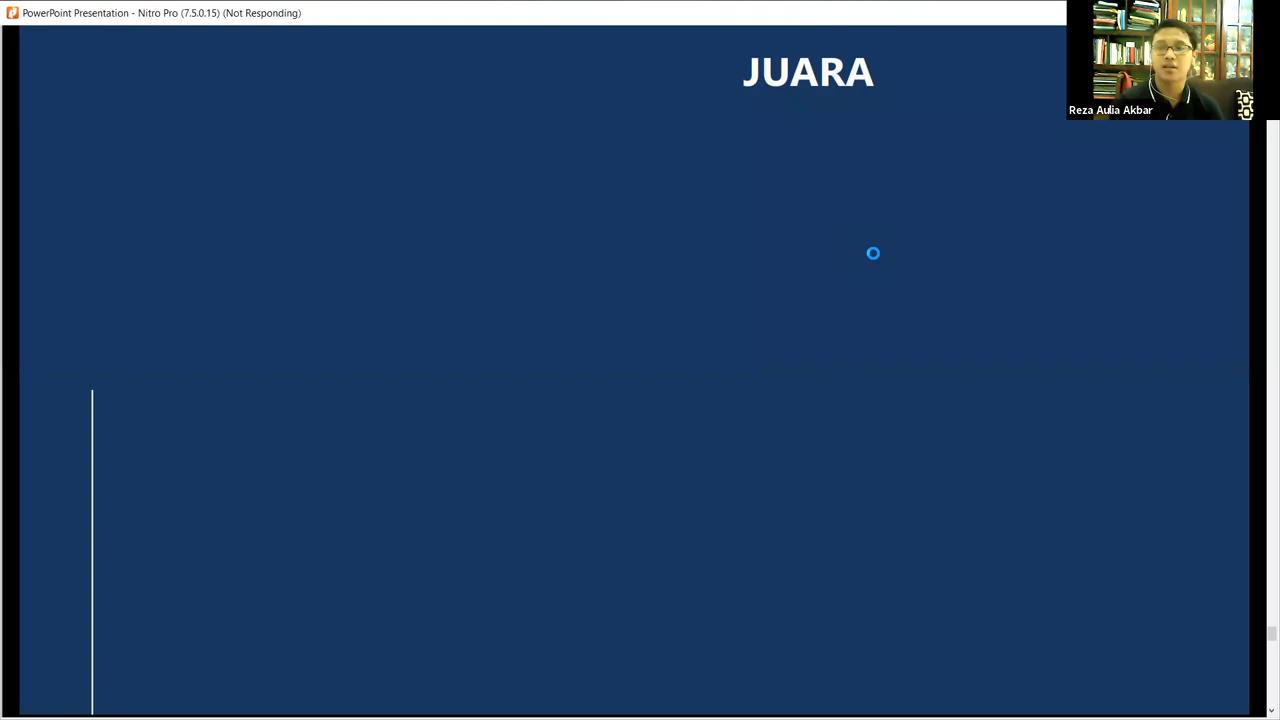 PowerPoint Presentation - Nitro Pro (7.5.0.15) (Not Responding)
JUARA
Reza Aulia Akbar